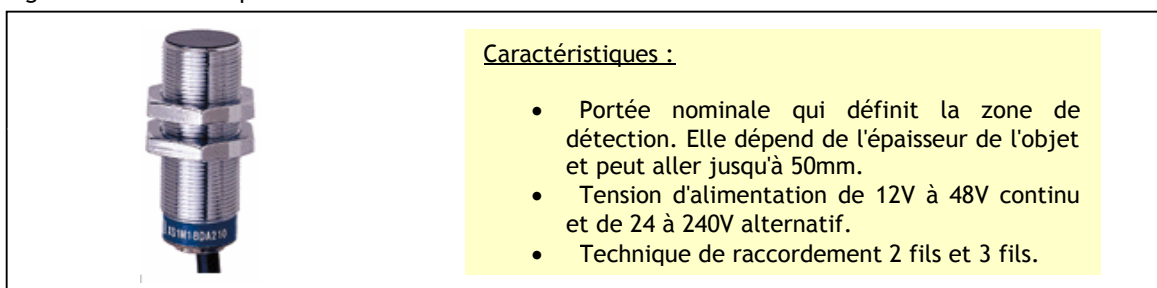 Caractéristiques :
• Portée nominale qui définit la zone de
détection. Elle dépend de l'épaisseur de l'objet
et peut aller jusqu'à 50mm.
• Tension d'alimentation de 12V à 48V continu
et de 24 à 240V alternatif.
• Technique de raccordement 2 fils et 3 fils.